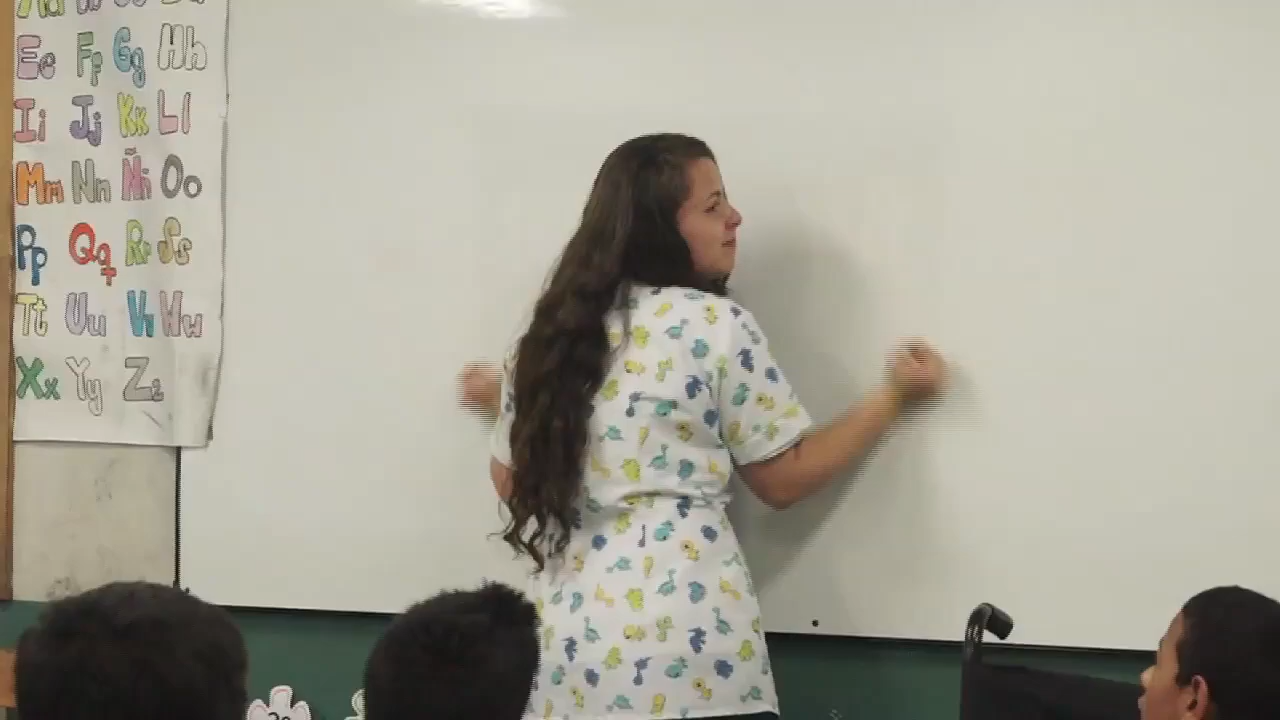 Ee Ff Gg Hh
Ii Jj Kk Ll
Mm Nn Ññ Oo
Pp Qq Rr Ss
Tt Uu Vv Ww
Xx Yy Zz